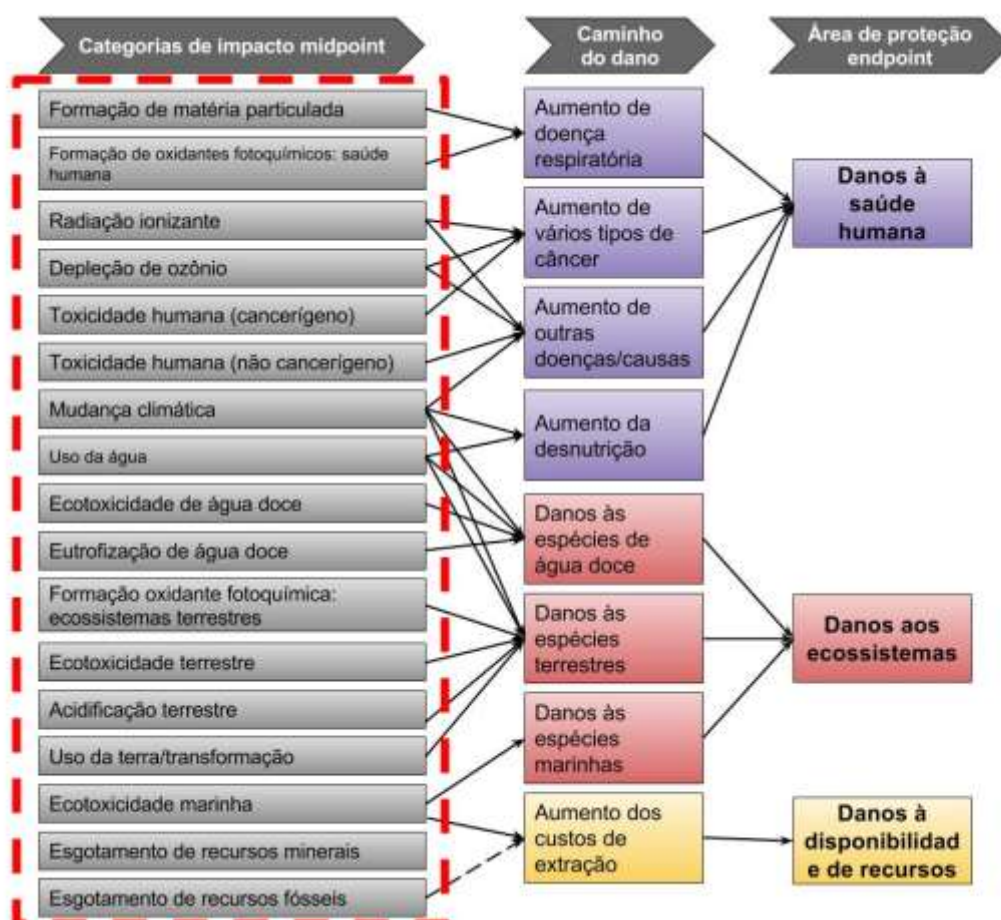 Categorias de impacto midpoint
Caminho
do dano
Área de proteção
endpoint
Formação de matéria particulada
Formação de oxidantes fotoquímicos: saúde
humana
Radiação ionizante
Depleção de ozônio
Toxicidade humana (cancerígeno)
Toxicidade humana (não cancerígeno)
Mudança climática
Uso da água
Ecotoxicidade de água doce
Eutrofização de água doce
Formação oxidante fotoquímica:
ecossistemas terrestres
Ecotoxicidade terrestre
Acidificação terrestre
Uso da terra/transformação
Ecotoxicidade marinha
Esgotamento de recursos minerais
Esgotamento de recursos fósseis
Aumento de
doença
respiratória
Aumento de
vários tipos de
câncer
Aumento de
outras
doenças/causas
Aumento da
desnutrição
Danos às
espécies de
água doce
Danos às
espécies
terrestres
Danos às
espécies
marinhas
Aumento dos
custos de
extração
Danos à
saúde
humana
Danos aos
ecossistemas
Danos à
disponibilidad
e de recursos